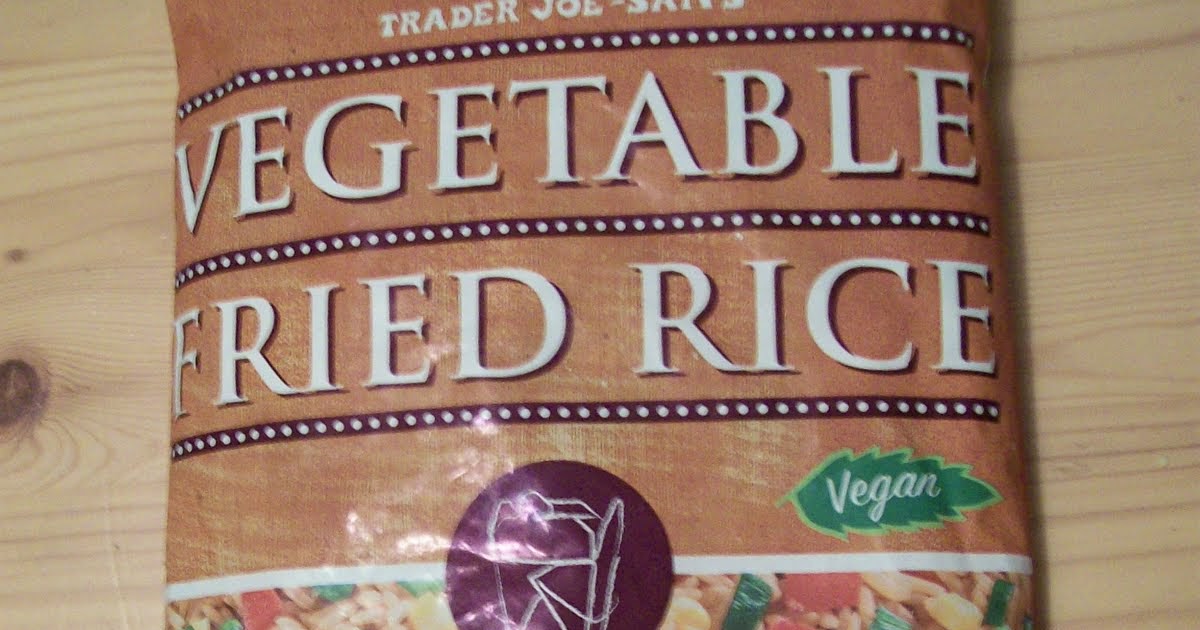 TRADER JOE-SAN'S
VEGETABLE
FRIED RICE
Vegan